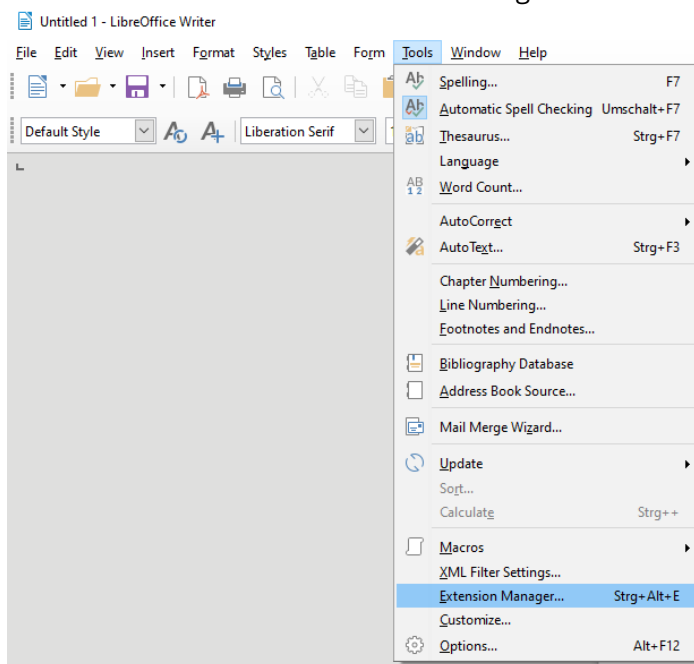 Untitled 1 - LibreOffice Writer
File Edit View Insert Format Styles Table Form Tools Window Help
Default Style Liberation Serif
Spelling... F7
Automatic Spell Checking Umschalt+F7
Thesaurus... Strg+F7
Language
Word Count...
AutoCorrect
AutoText... Strg+F3
Chapter Numbering...
Line Numbering...
Footnotes and Endnotes...
Bibliography Database
Address Book Source...
Mail Merge Wizard...
Update
Sort...
Calculate Strg++
Macros
XML Filter Settings...
Extension Manager... Strg+Alt+E
Customize...
Options... Alt+F12